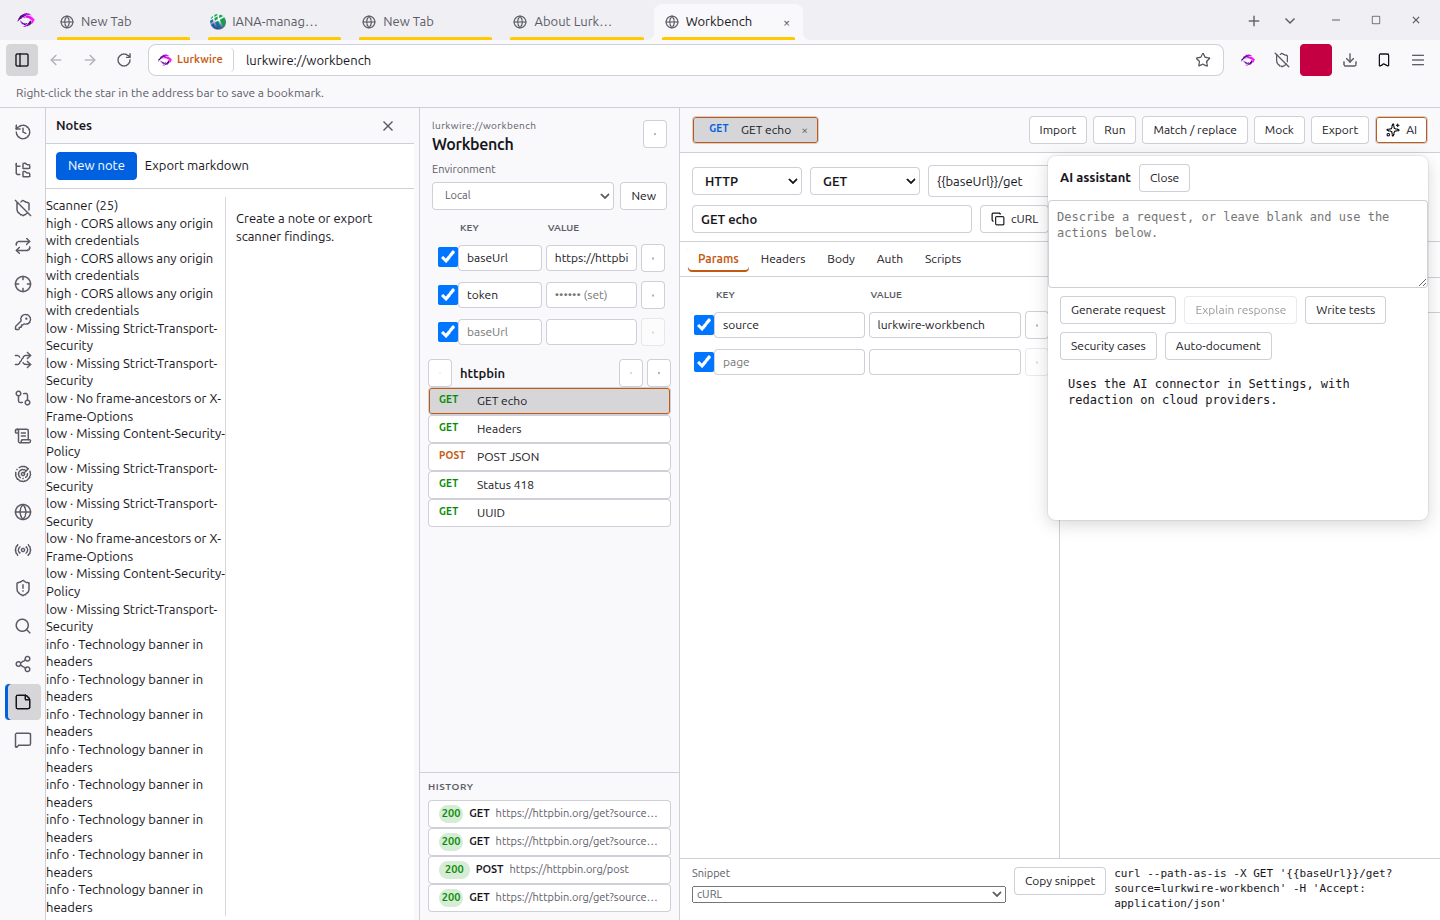 New Tab
IANA-manag...
New Tab
About Lurk...
Workbench
Lurkwire
lurkwire://workbench
Right-click the star in the address bar to save a bookmark.
Notes
New note
Export markdown
Scanner (25)
high · CORS allows any origin
with credentials
high · CORS allows any origin
with credentials
high · CORS allows any origin
with credentials
low · Missing Strict-Transport-
Security
low · Missing Strict-Transport-
Security
low · No frame-ancestors or X-
Frame-Options
low · Missing Content-Security-
Policy
low · Missing Strict-Transport-
Security
low · Missing Strict-Transport-
Security
low · No frame-ancestors or X-
Frame-Options
low · Missing Content-Security-
Policy
low · Missing Strict-Transport-
Security
info · Technology banner in
headers
info · Technology banner in
headers
info · Technology banner in
headers
info · Technology banner in
headers
info · Technology banner in
headers
info · Technology banner in
headers
info · Technology banner in
headers
info · Technology banner in
headers
Create a note or export
scanner findings.
lurkwire://workbench
Workbench
Environment
Local
New
KEY VALUE
baseUrl https://httpbi
token •••••• (set)
baseUrl
httpbin
GET GET echo
GET Headers
POST POST JSON
GET Status 418
GET UUID
HISTORY
200 GET https://httpbin.org/get?source...
200 GET https://httpbin.org/get?source...
200 POST https://httpbin.org/post
200 GET https://httpbin.org/get?source...
GET GET echo ×
Import
Run
Match / replace
Mock
Export
AI
HTTP
GET
{{baseUrl}}/get
GET echo
cURL
Params
Headers
Body
Auth
Scripts
KEY VALUE
source lurkwire-workbench
page
AI assistant
Close
Describe a request, or leave blank and use the
actions below.
Generate request
Explain response
Write tests
Security cases
Auto-document
Uses the AI connector in Settings, with
redaction on cloud providers.
Snippet
cURL
Copy snippet
curl --path-as-is -X GET '{{baseUrl}}/get?
source=lurkwire-workbench' -H 'Accept:
application/json'